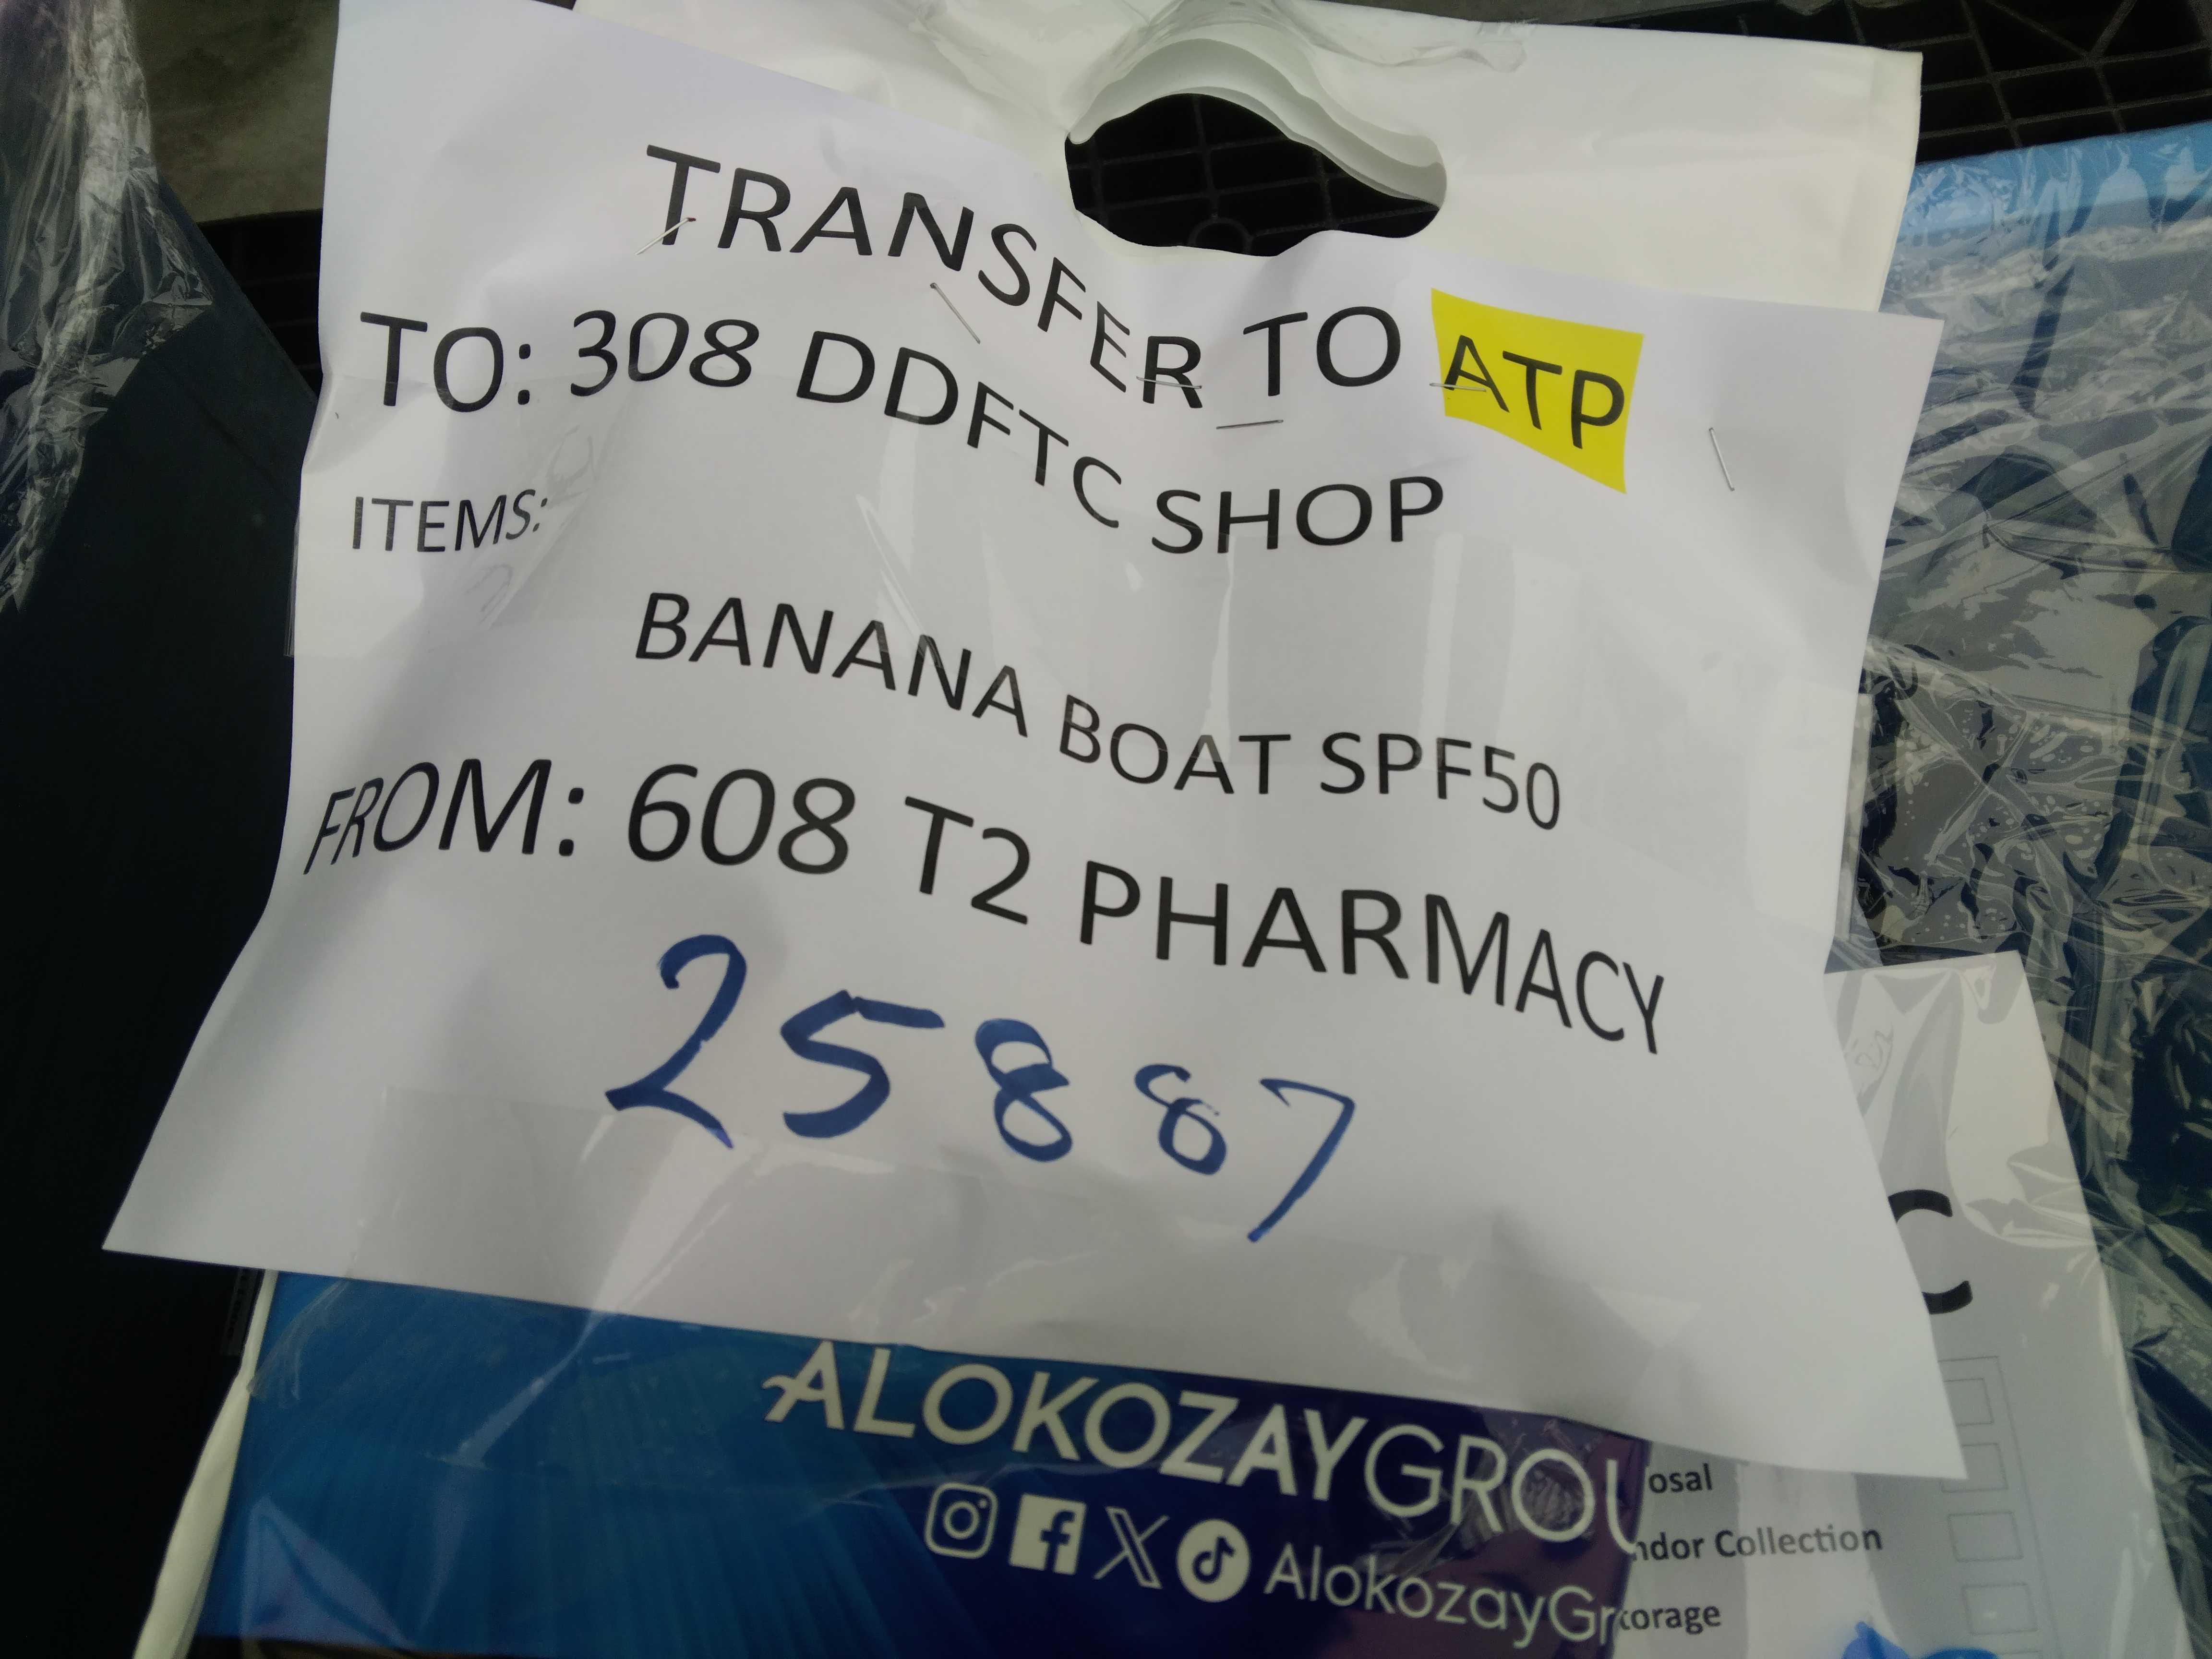 TRANSFER TO ATP
TO: 308 DDFTC SHOP
ITEMS:
BANANA BOAT SPF50
FROM: 608 T2 PHARMACY
25887
C
ALOKOZAYGROU
AlokozayGr
osal
ndor Collection
torage